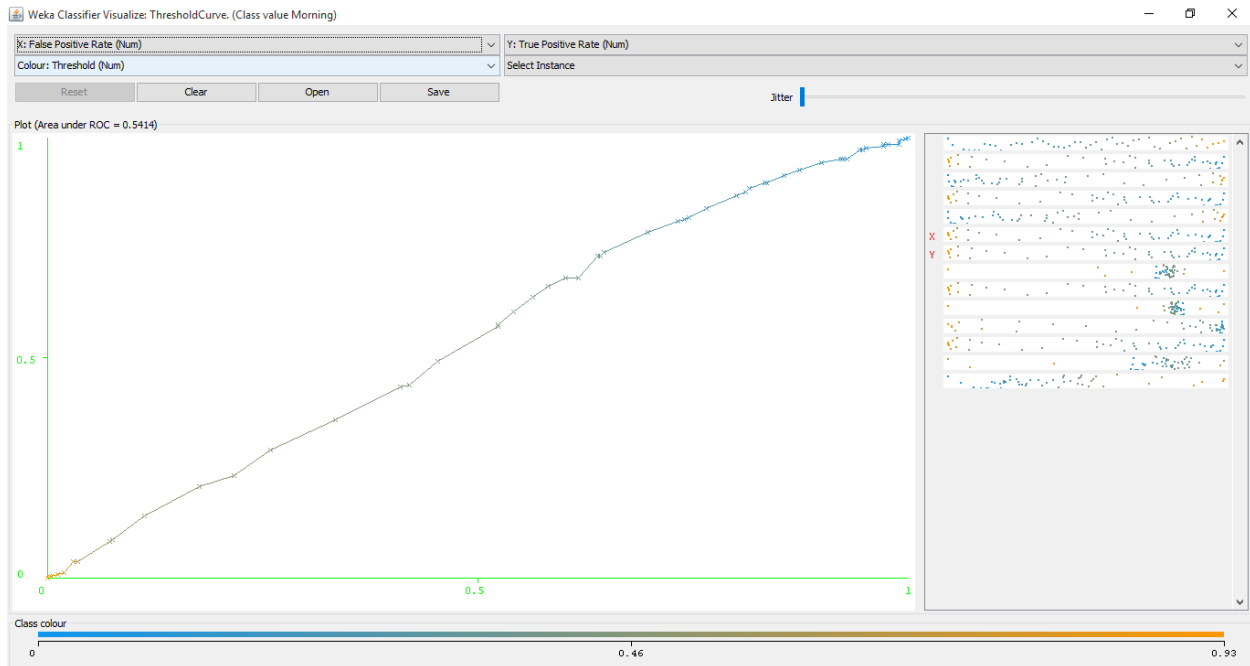 Weka Classifier Visualize: ThresholdCurve. (Class value Morning)
X: False Positive Rate (Num)
Y: True Positive Rate (Num)
Colour: Threshold (Num)
Select Instance
Reset
Clear
Open
Save
Jitter
Plot (Area under ROC = 0.5414)
1
0.5
0
0
0.5
1
X
Y
Class colour
0
0.46
0.93